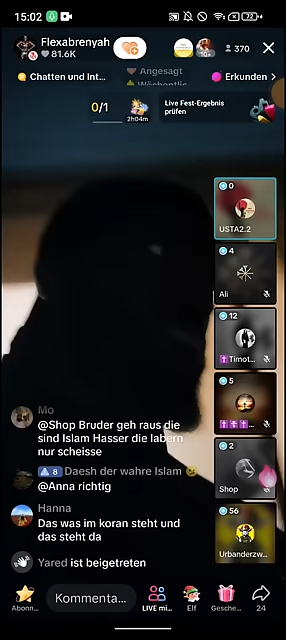 15:02
72
Flexabrenyah
81.6K
370
Chatten und Int...
Angesagt
Wöchentlic
Erkunden
0/1
2h04m
Live Fest-Ergebnis
prüfen
0
USTA2.2
4
Ali
12
Timot...
5
2
Shop
56
Urbanderzw...
Mo
@Shop Bruder geh raus die
sind Islam Hasser die labern
nur scheisse
8 Daesh der wahre Islam 😉
@Anna richtig
Hanna
Das was im koran steht und
das steht da
Yared ist beigetreten
Abonn...
Kommenta...
LIVE mi...
Elf
Gesche...
24